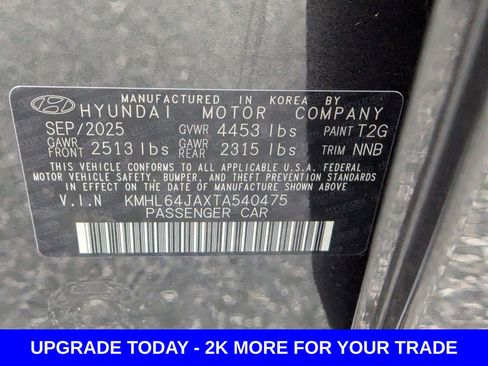 MANUFACTURED IN KOREA BY
HYUNDAI MOTOR COMPANY
SEP/2025 GVWR 4453 lbs PAINT T2G
GAWR FRONT 2513 lbs GAWR REAR 2315 lbs TRIM NNB
THIS VEHICLE CONFORMS TO ALL APPLICABLE U.S.A. FEDERAL
MOTOR VEHICLE SAFETY, BUMPER, AND THEFT PREVENTION STANDARDS
IN EFFECT ON THE DATE OF MANUFACTURE SHOWN ABOVE.
V.I.N KMHL64JAXTA540475
PASSENGER CAR
UPGRADE TODAY - 2K MORE FOR YOUR TRADE